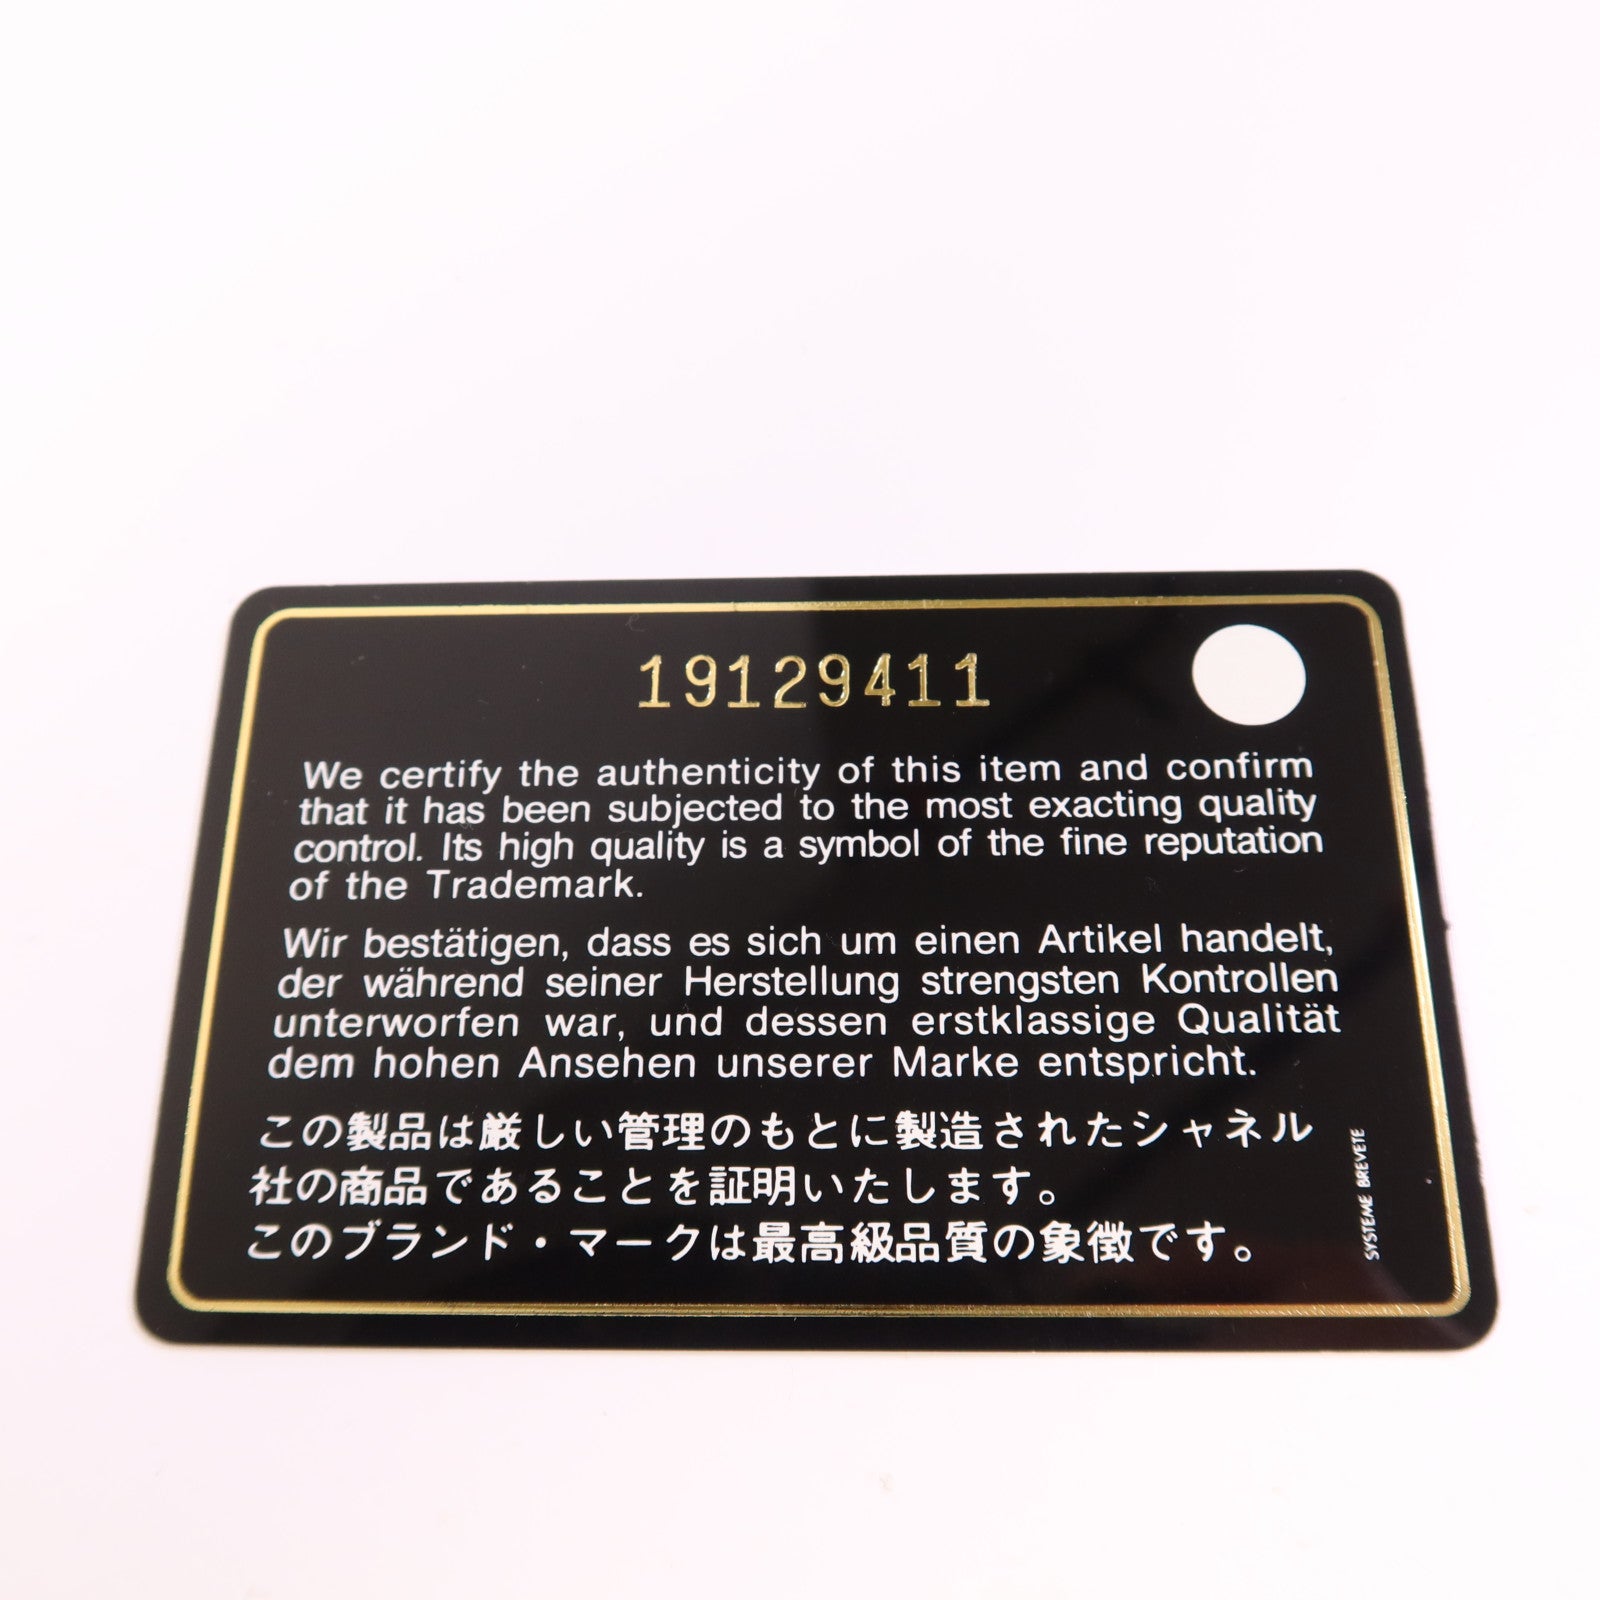 19129411
We certify the authenticity of this item and confirm
that it has been subjected to the most exacting quality
control. Its high quality is a symbol of the fine reputation
of the Trademark.
Wir bestätigen, dass es sich um einen Artikel handelt,
der während seiner Herstellung strengsten Kontrollen
unterworfen war, und dessen erstklassige Qualität
dem hohen Ansehen unserer Marke entspricht.
この製品は厳しい管理のもとに製造されたシャネル
社の商品であることを証明いたします。
このブランド・マークは最高級品質の象徴です。
SYSTEME BREVETE